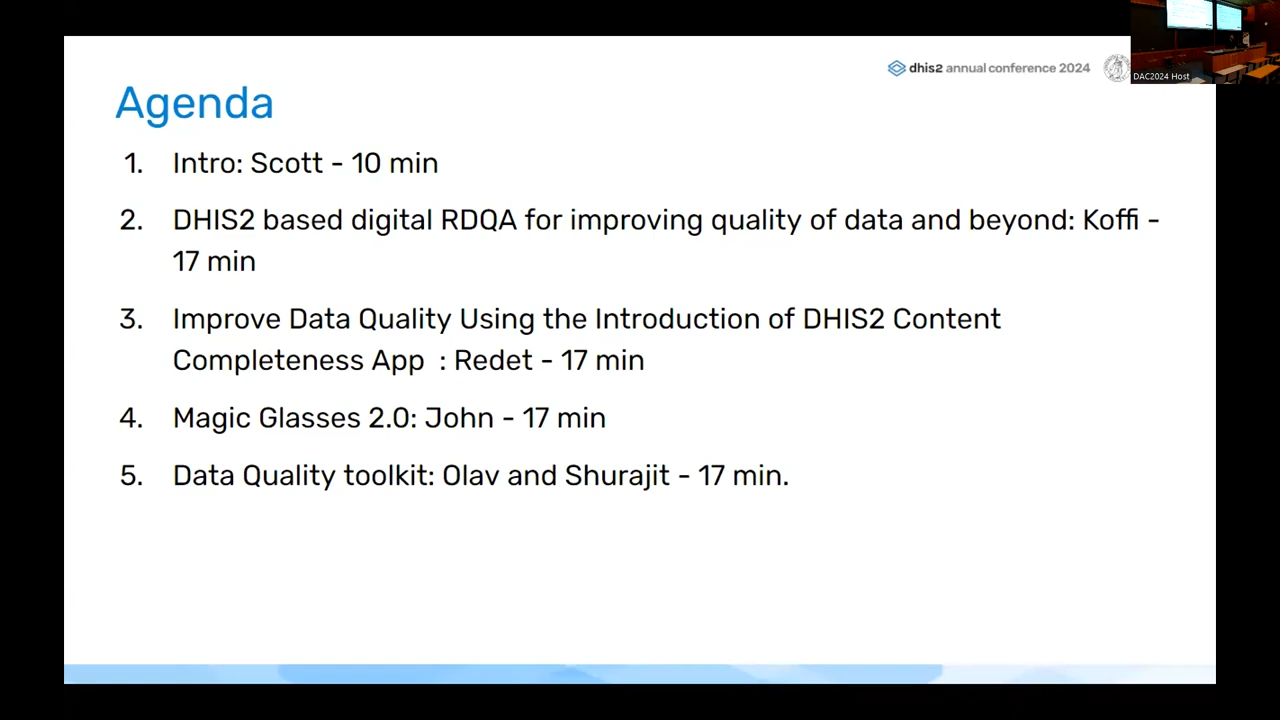 dhis2 annual conference 2024
DAC2024 Host
Agenda
1. Intro: Scott - 10 min
2. DHIS2 based digital RDQA for improving quality of data and beyond: Koffi -
17 min
3. Improve Data Quality Using the Introduction of DHIS2 Content
Completeness App : Redet - 17 min
4. Magic Glasses 2.0: John - 17 min
5. Data Quality toolkit: Olav and Shurajit - 17 min.